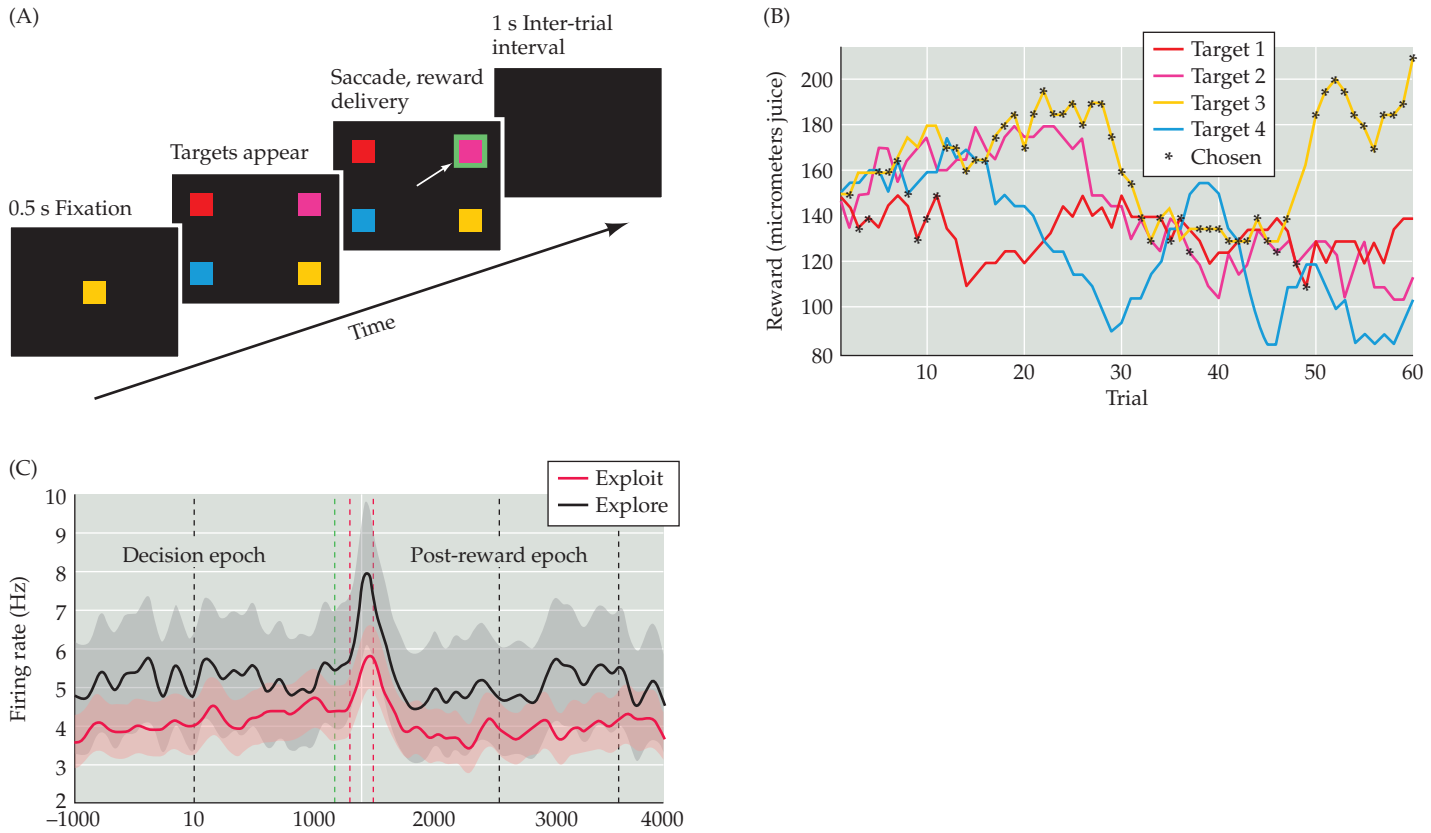 (A)
0.5 s Fixation
Targets appear
Saccade, reward
delivery
1 s Inter-trial
interval
Time
(B)
Target 1
Target 2
Target 3
Target 4
* Chosen
Reward (micrometers juice)
200
180
160
140
120
100
80
10
20
30
40
50
60
Trial
(C)
Exploit
Explore
Decision epoch
Post-reward epoch
Firing rate (Hz)
10
9
8
7
6
5
4
3
2
–1000
10
1000
2000
3000
4000